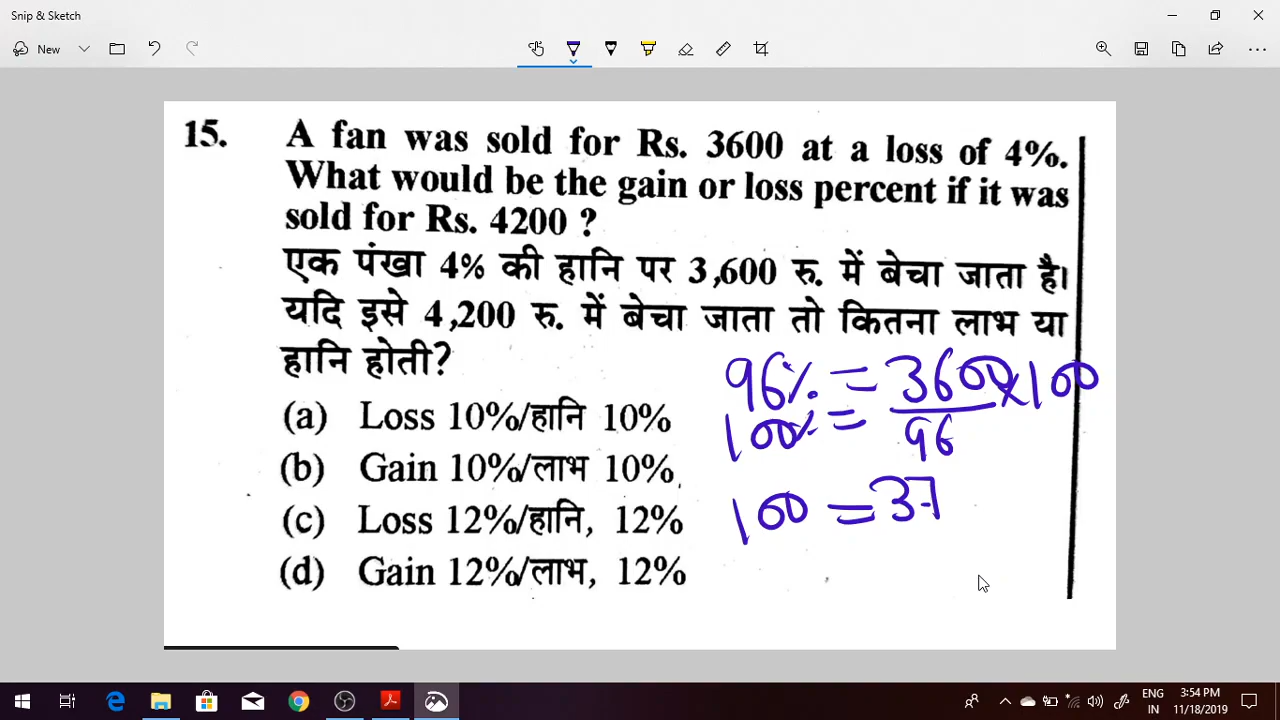 Snip & Sketch
New
15. A fan was sold for Rs. 3600 at a loss of 4%.
What would be the gain or loss percent if it was
sold for Rs. 4200 ?
एक पंखा 4% की हानि पर 3,600 रु. में बेचा जाता है।
यदि इसे 4,200 रु. में बेचा जाता तो कितना लाभ या
हानि होती?
(a) Loss 10%/हानि 10%
(b) Gain 10%/लाभ 10%
(c) Loss 12%/हानि, 12%
(d) Gain 12%/लाभ, 12%
96% = 3600 x 100
100% = 96
100 = 37
ENG
IN
3:54 PM
11/18/2019